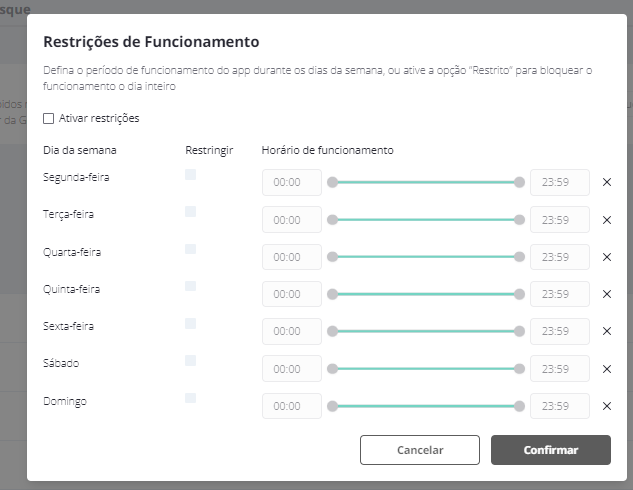 Restrições de Funcionamento
Defina o período de funcionamento do app durante os dias da semana, ou ative a opção "Restrito" para bloquear o
funcionamento o dia inteiro
Ativar restrições
Dia da semana Restringir Horário de funcionamento
Segunda-feira 00:00 23:59
Terça-feira 00:00 23:59
Quarta-feira 00:00 23:59
Quinta-feira 00:00 23:59
Sexta-feira 00:00 23:59
Sábado 00:00 23:59
Domingo 00:00 23:59
Cancelar Confirmar